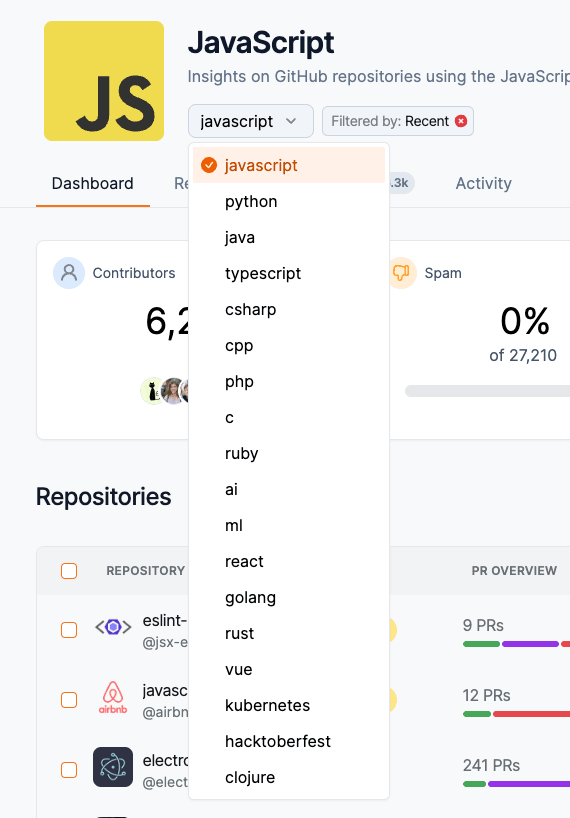 JS
JavaScript
Insights on GitHub repositories using the JavaScrip
javascript
Filtered by: Recent
Dashboard
Re
.3k
Activity
javascript
python
java
typescript
csharp
cpp
php
c
ruby
ai
ml
react
golang
rust
vue
kubernetes
hacktoberfest
clojure
Contributors
6,2
Spam
0%
of 27,210
Repositories
REPOSITORY
PR OVERVIEW
eslint-
@jsx-e
9 PRs
airbnb
javasc
@airbn
12 PRs
electro
@elect
241 PRs